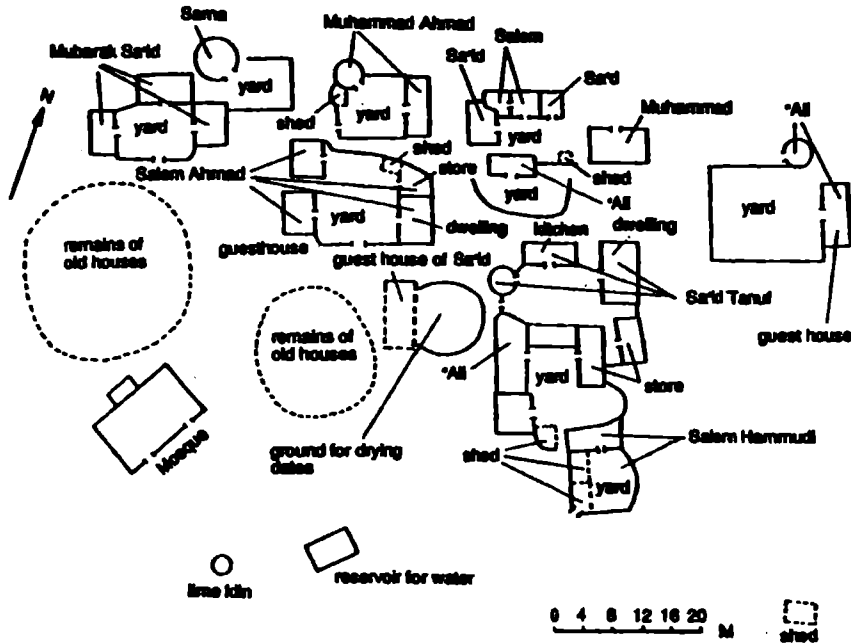 Sama
Muhammad Ahmad
Mubarak Sa'id
Sa'id
Salem
Sa'd
yard
yard
yard
shed
yard
Muhammad
'Ali
N
Salem Ahmad
shed
store
yard
shed
'Ali
yard
guesthouse
dwelling
kitchen
dwelling
yard
remains of
old houses
guest house of Sa'id
Sa'id Tanuf
guest house
remains of
old houses
'Ali
yard
store
Mosque
ground for drying
dates
shed
Salem Hammudi
yard
lime kiln
reservoir for water
0 4 8 12 16 20
M
shed